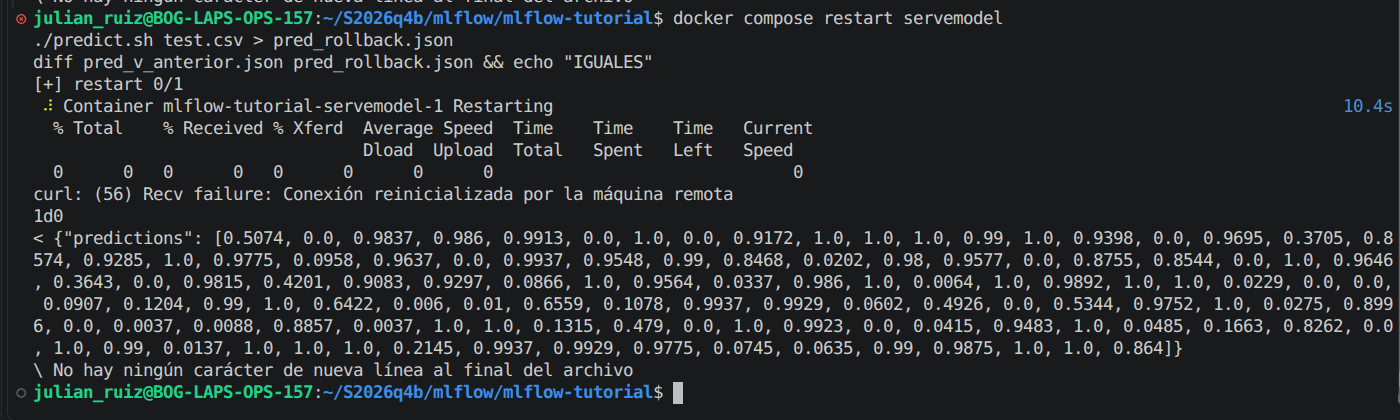 \ No hay ningún carácter de nueva línea al final del archivo
julian_ruiz@BOG-LAPS-OPS-157:~/S2026q4b/mlflow/mlflow-tutorial$ docker compose restart servemodel
./predict.sh test.csv > pred_rollback.json
diff pred_v_anterior.json pred_rollback.json && echo "IGUALES"
[+] restart 0/1
⠼ Container mlflow-tutorial-servemodel-1 Restarting 10.4s
% Total % Received % Xferd Average Speed Time Time Time Current
Dload Upload Total Spent Left Speed
0 0 0 0 0 0 0 0 0
curl: (56) Recv failure: Conexión reinicializada por la máquina remota
1d0
< {"predictions": [0.5074, 0.0, 0.9837, 0.986, 0.9913, 0.0, 1.0, 0.0, 0.9172, 1.0, 1.0, 1.0, 0.99, 1.0, 0.9398, 0.0, 0.9695, 0.3705, 0.8
574, 0.9285, 1.0, 0.9775, 0.0958, 0.9637, 0.0, 0.9937, 0.9548, 0.99, 0.8468, 0.0202, 0.98, 0.9577, 0.0, 0.8755, 0.8544, 0.0, 1.0, 0.9646
, 0.3643, 0.0, 0.9815, 0.4201, 0.9083, 0.9297, 0.0866, 1.0, 0.9564, 0.0337, 0.986, 1.0, 0.0064, 1.0, 0.9892, 1.0, 1.0, 0.0229, 0.0, 0.0,
0.0907, 0.1204, 0.99, 1.0, 0.6422, 0.006, 0.01, 0.6559, 0.1078, 0.9937, 0.9929, 0.0602, 0.4926, 0.0, 0.5344, 0.9752, 1.0, 0.0275, 0.899
6, 0.0, 0.0037, 0.0088, 0.8857, 0.0037, 1.0, 1.0, 0.1315, 0.479, 0.0, 1.0, 0.9923, 0.0, 0.0415, 0.9483, 1.0, 0.0485, 0.1663, 0.8262, 0.0
, 1.0, 0.99, 0.0137, 1.0, 1.0, 1.0, 0.2145, 0.9937, 0.9929, 0.9775, 0.0745, 0.0635, 0.99, 0.9875, 1.0, 1.0, 0.864]}
\ No hay ningún carácter de nueva línea al final del archivo
julian_ruiz@BOG-LAPS-OPS-157:~/S2026q4b/mlflow/mlflow-tutorial$